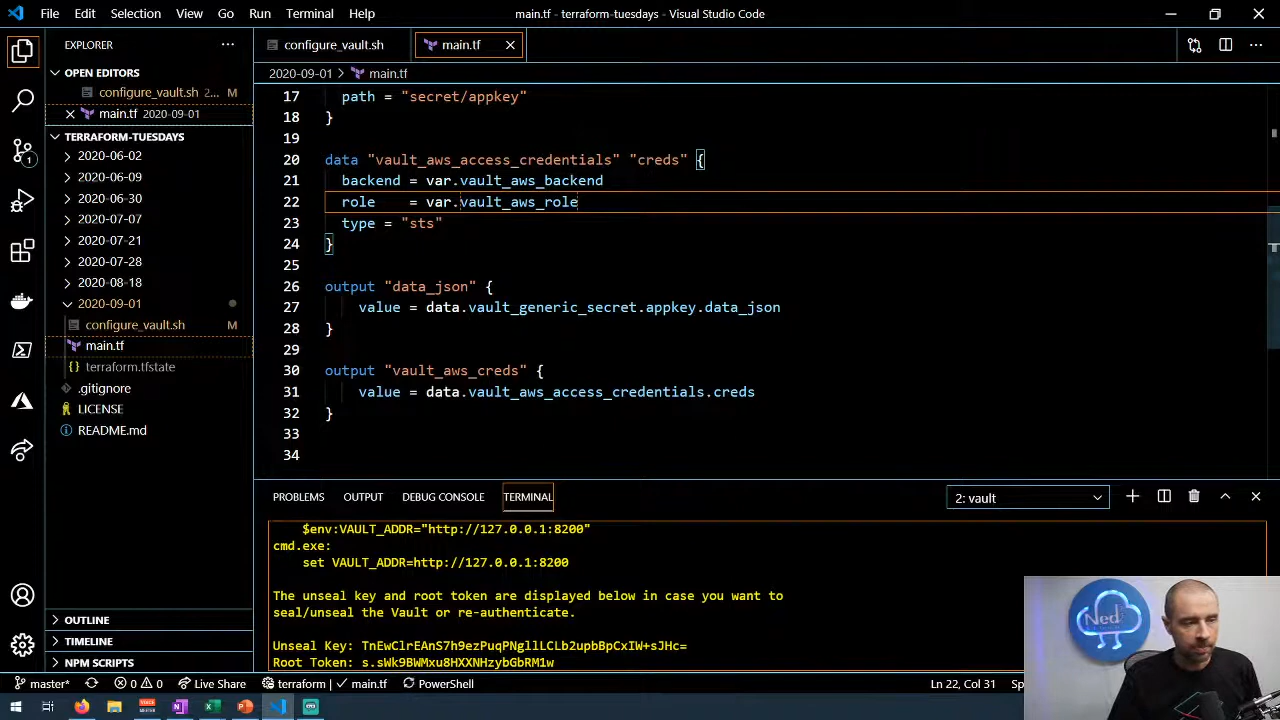 File Edit Selection View Go Run Terminal Help
main.tf - terraform-tuesdays - Visual Studio Code
EXPLORER
OPEN EDITORS
configure_vault.sh 2... M
main.tf 2020-09-01
TERRAFORM-TUESDAYS
2020-06-02
2020-06-09
2020-06-30
2020-07-07
2020-07-21
2020-07-28
2020-08-18
2020-09-01
configure_vault.sh M
main.tf
{} terraform.tfstate
.gitignore
LICENSE
README.md
OUTLINE
TIMELINE
NPM SCRIPTS
1
configure_vault.sh
main.tf
2020-09-01 > main.tf
17 path = "secret/appkey"
18 }
19
20 data "vault_aws_access_credentials" "creds" {
21 backend = var.vault_aws_backend
22 role = var.vault_aws_role
23 type = "sts"
24 }
25
26 output "data_json" {
27 value = data.vault_generic_secret.appkey.data_json
28 }
29
30 output "vault_aws_creds" {
31 value = data.vault_aws_access_credentials.creds
32 }
33
34
PROBLEMS OUTPUT DEBUG CONSOLE TERMINAL
2: vault
$env:VAULT_ADDR="http://127.0.0.1:8200"
cmd.exe:
set VAULT_ADDR=http://127.0.0.1:8200
The unseal key and root token are displayed below in case you want to
seal/unseal the Vault or re-authenticate.
Unseal Key: TnEwClrEAnS7h9ezPuqPNgllLCLb2upbBpCxIW+sJHc=
Root Token: s.sWk9BWMxu8HXXNHzybGbRM1w
Ned
master* 0 0 Live Share terraform main.tf PowerShell
Ln 22, Col 31